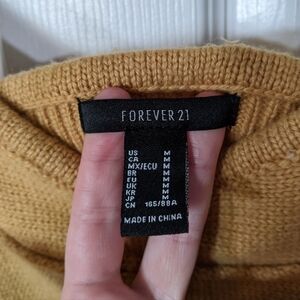 FOREVER 21
US M
CA M
MX/ECU M
BR M
EU M
UK M
KR M
JP M
CN 165/88A
MADE IN CHINA